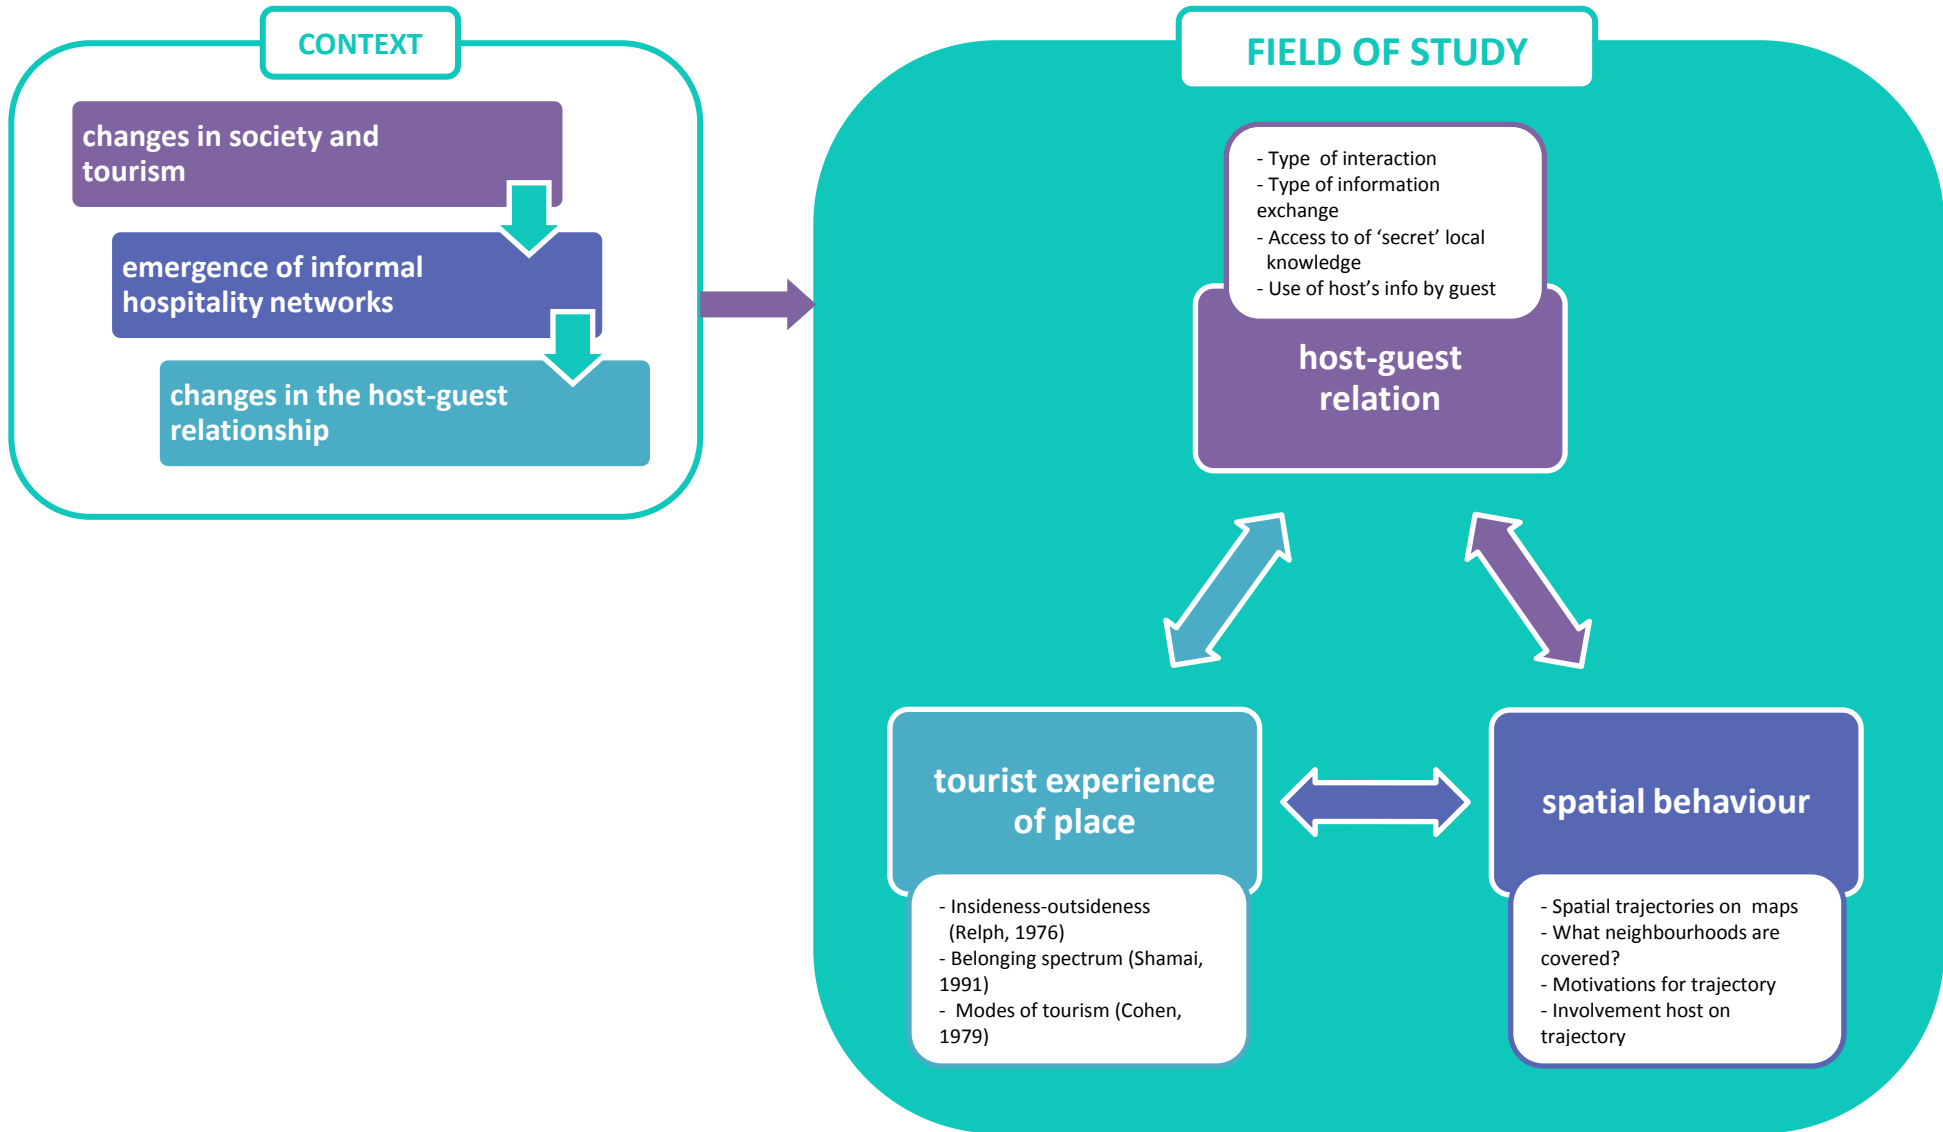 CONTEXT
changes in society and
tourism
emergence of informal
hospitality networks
changes in the host-guest
relationship
FIELD OF STUDY
- Type  of interaction
- Type of information
exchange
- Access to of ‘secret’ local
knowledge
- Use of host’s info by guest
host-guest
relation
tourist experience
of place
- Insideness-outsideness
(Relph, 1976)
- Belonging spectrum (Shamai,
1991)
-  Modes of tourism (Cohen,
1979)
spatial behaviour
- Spatial trajectories on  maps
- What neighbourhoods are
covered?
- Motivations for trajectory
- Involvement host on
trajectory